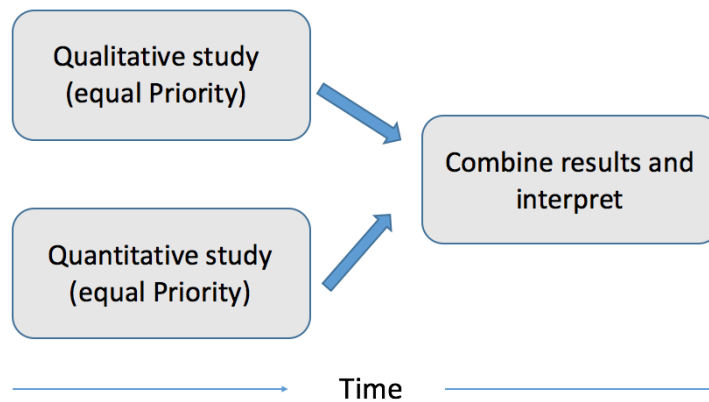 Qualitative study
(equal Priority)
Combine results and
interpret
Quantitative study
(equal Priority)
Time